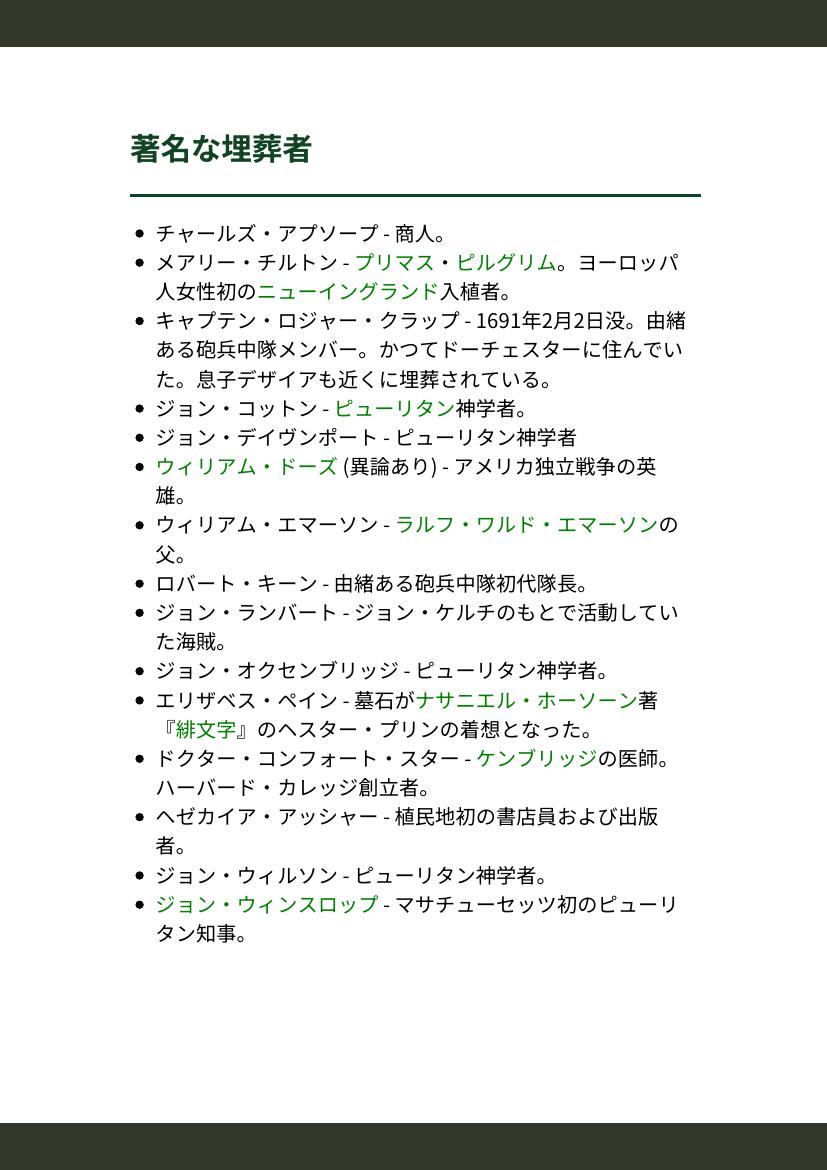 著名な埋葬者
チャールズ・アプソープ - 商人。
メアリー・チルトン - プリマス・ピルグリム。ヨーロッパ
人女性初のニューイングランド入植者。
キャプテン・ロジャー・クラップ - 1691年2月2日没。由緒
ある砲兵中隊メンバー。かつてドーチェスターに住んでい
た。息子デザイアも近くに埋葬されている。
ジョン・コットン - ピューリタン神学者。
ジョン・デイヴンポート - ピューリタン神学者
ウィリアム・ドーズ (異論あり) - アメリカ独立戦争の英
雄。
ウィリアム・エマーソン - ラルフ・ワルド・エマーソンの
父。
ロバート・キーン - 由緒ある砲兵中隊初代隊長。
ジョン・ランバート - ジョン・ケルチのもとで活動してい
た海賊。
ジョン・オクセンブリッジ - ピューリタン神学者。
エリザベス・ペイン - 墓石がナサニエル・ホーソーン著
『緋文字』のヘスター・プリンの着想となった。
ドクター・コンフォート・スター - ケンブリッジの医師。
ハーバード・カレッジ創立者。
ヘゼカイア・アッシャー - 植民地初の書店員および出版
者。
ジョン・ウィルソン - ピューリタン神学者。
ジョン・ウィンスロップ - マサチューセッツ初のピューリ
タン知事。